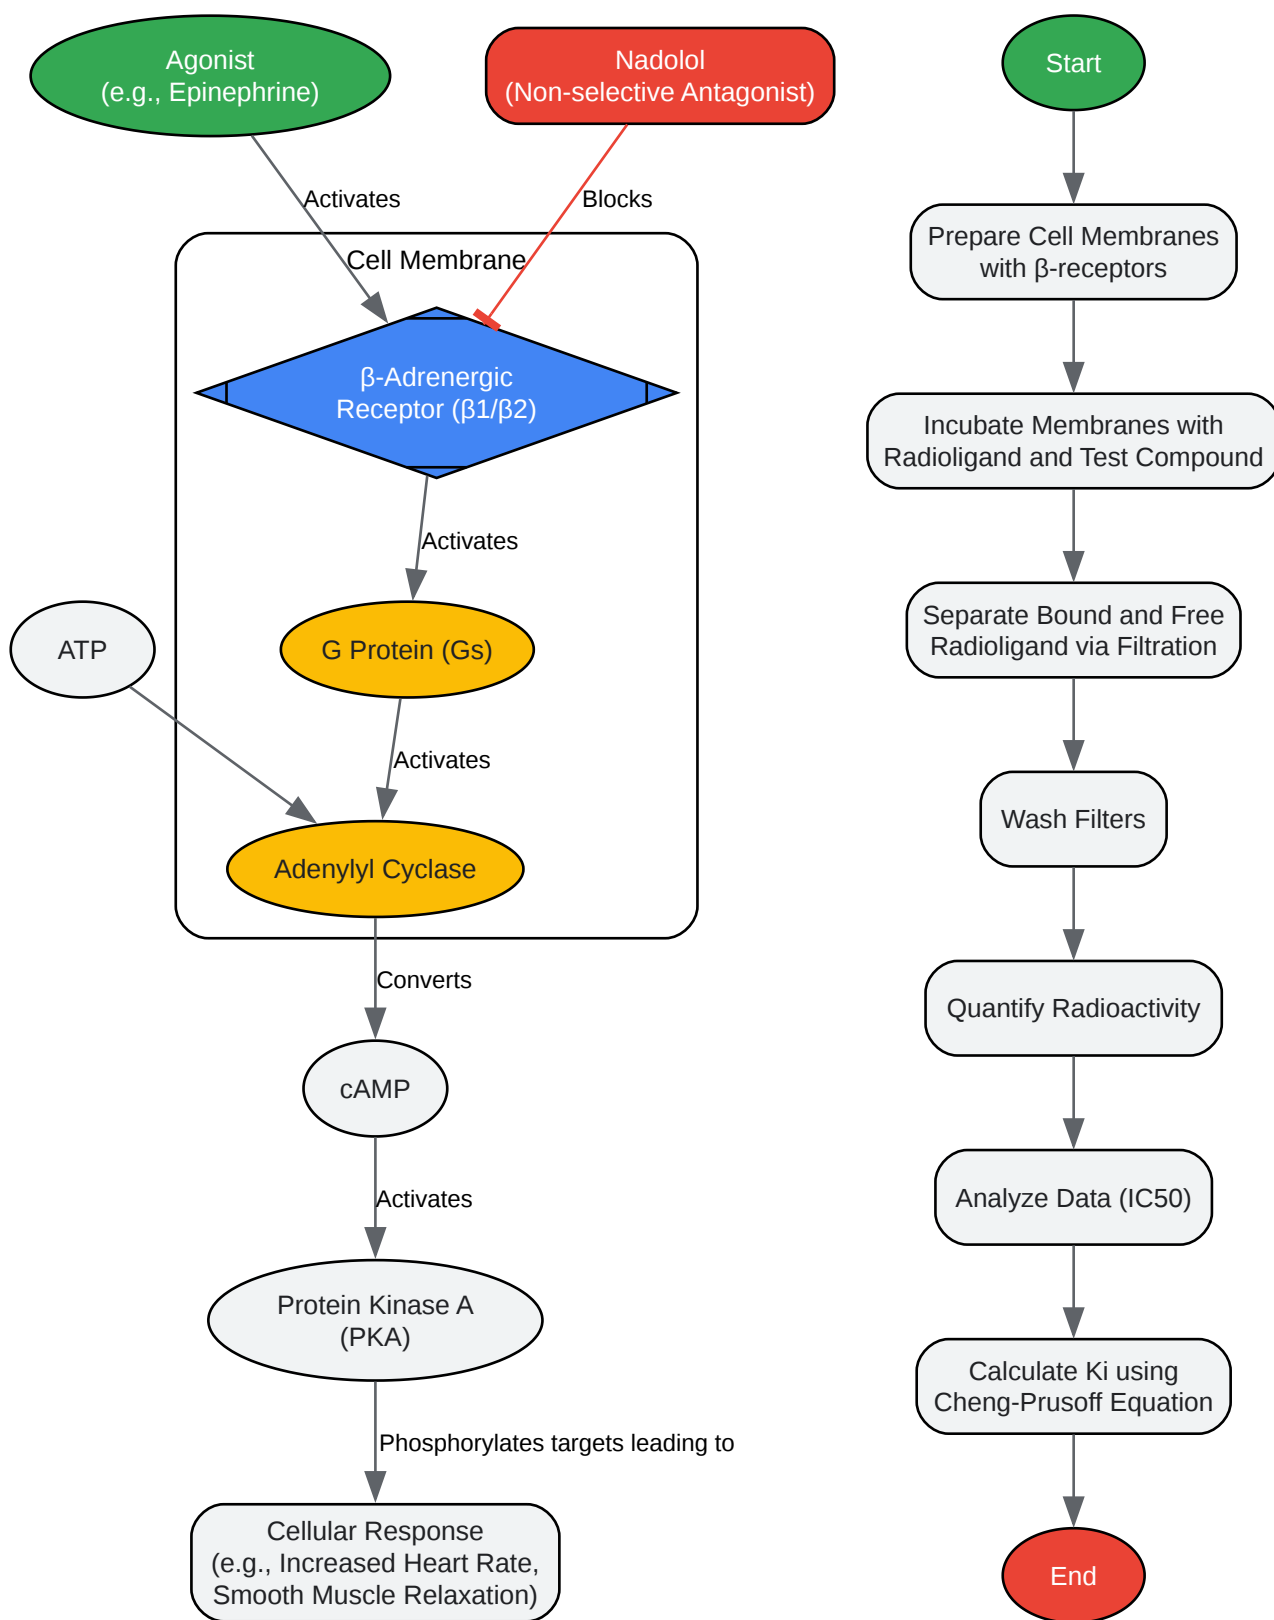 Agonist
(e.g., Epinephrine)
Nadolol
(Non-selective Antagonist)
Activates
Blocks
Cell Membrane
β-Adrenergic
Receptor (β1/β2)
Activates
ATP
G Protein (Gs)
Activates
Adenylyl Cyclase
Converts
cAMP
Activates
Protein Kinase A
(PKA)
Phosphorylates targets leading to
Cellular Response
(e.g., Increased Heart Rate,
Smooth Muscle Relaxation)
Start
Prepare Cell Membranes
with β-receptors
Incubate Membranes with
Radioligand and Test Compound
Separate Bound and Free
Radioligand via Filtration
Wash Filters
Quantify Radioactivity
Analyze Data (IC50)
Calculate Ki using
Cheng-Prusoff Equation
End